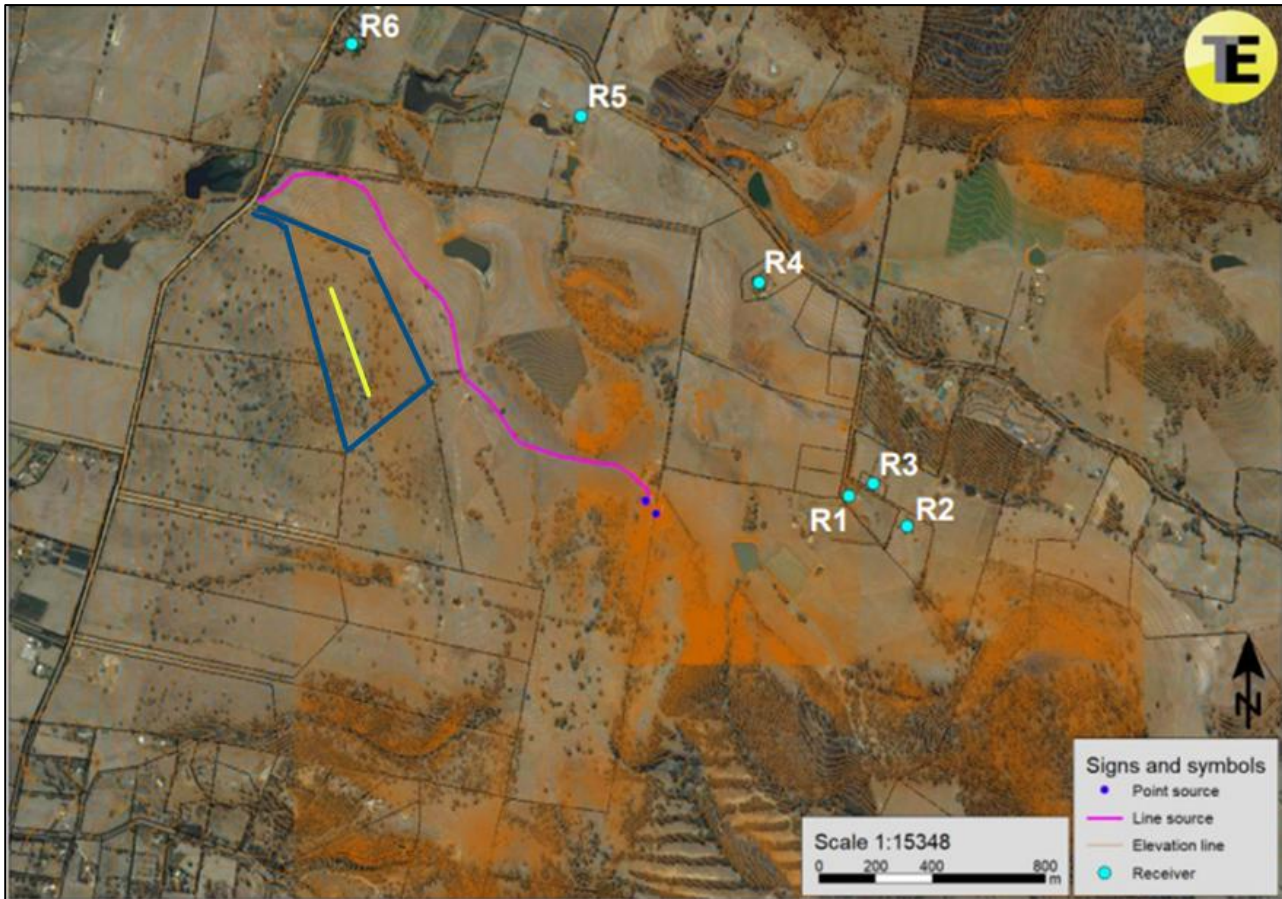 R6
R5
TE
R4
R3
R1
R2
N
Signs and symbols
Point source
Line source
Elevation line
Receiver
Scale 1:15348
0 200 400 800
m